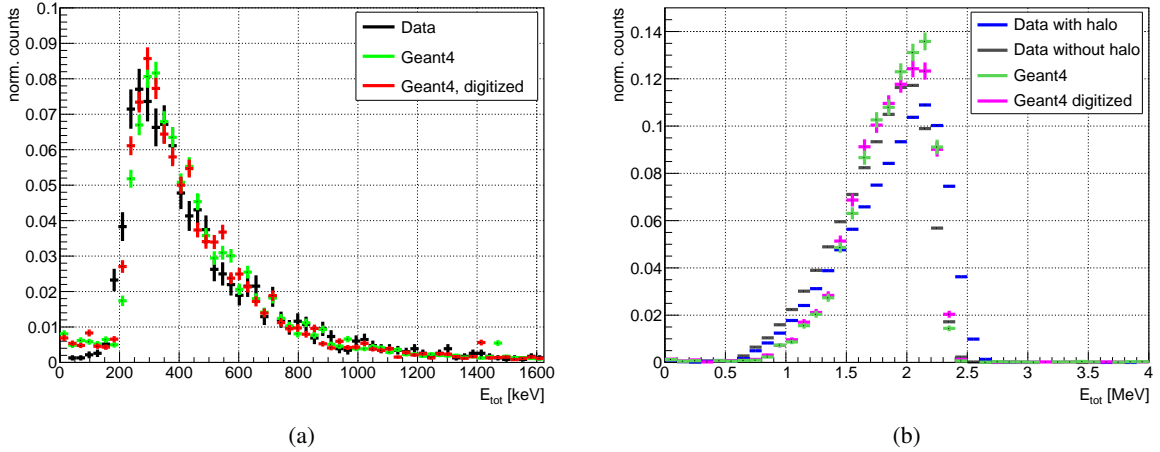 norm. counts
0.1
0.09
0.08
0.07
0.06
0.05
0.04
0.03
0.02
0.01
0
0 200 400 600 800 1000 1200 1400 1600
E_tot [keV]
Data
Geant4
Geant4, digitized
(a)
norm. counts
0.14
0.12
0.1
0.08
0.06
0.04
0.02
0
0 0.5 1 1.5 2 2.5 3 3.5 4
E_tot [MeV]
Data with halo
Data without halo
Geant4
Geant4 digitized
(b)